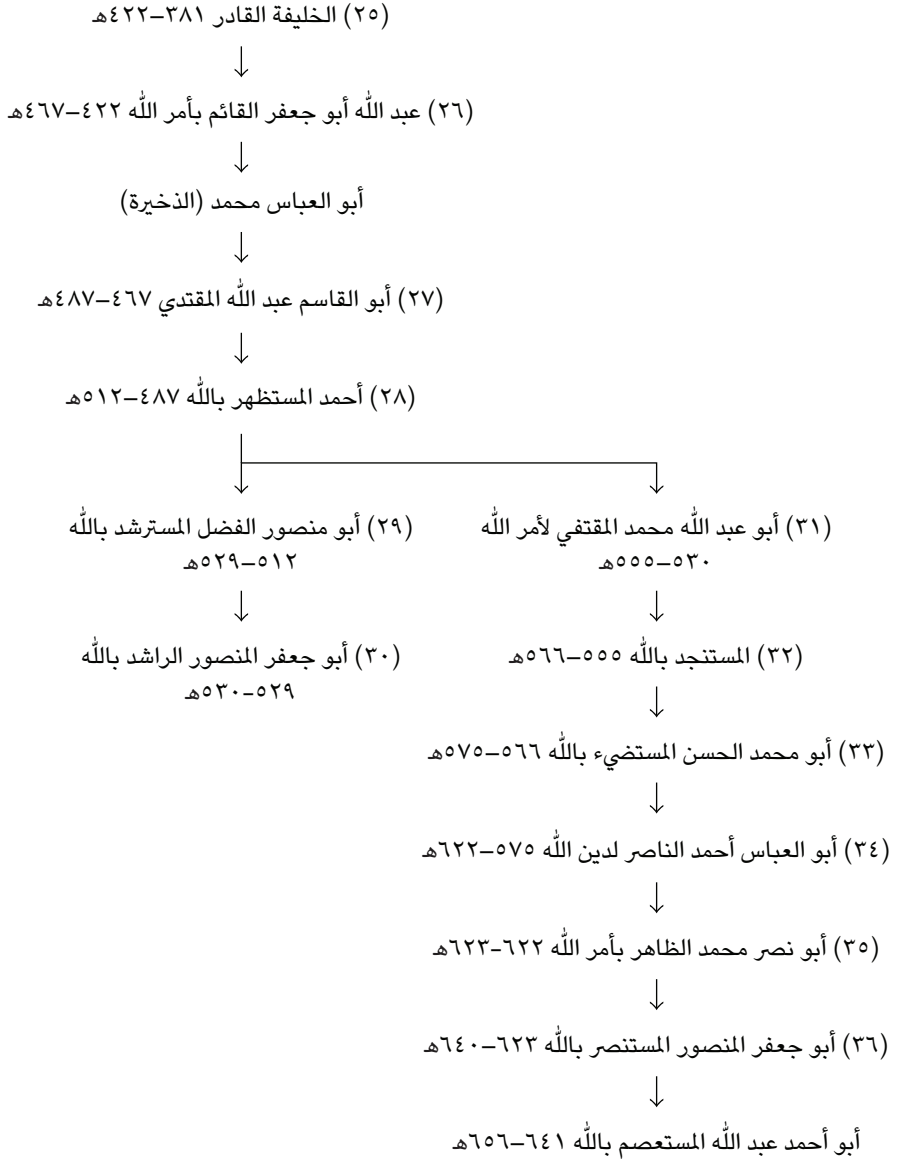 (٢٥) الخليفة القادر ٣٨١–٤٢٢هـ
(٢٦) عبد الله أبو جعفر القائم بأمر الله ٤٢٢–٤٦٧هـ
أبو العباس محمد (الذخيرة)
(٢٧) أبو القاسم عبد الله المقتدي ٤٦٧–٤٨٧هـ
(٢٨) أحمد المستظهر بالله ٤٨٧–٥١٢هـ
(٣١) أبو عبد الله محمد المقتفي لأمر الله
٥٣٠–٥٥٥هـ
(٢٩) أبو منصور الفضل المسترشد بالله
٥١٢–٥٢٩هـ
(٣٢) المستنجد بالله ٥٥٥–٥٦٦هـ
(٣٠) أبو جعفر المنصور الراشد بالله
٥٢٩–٥٣٠هـ
(٣٣) أبو محمد الحسن المستضيء بالله ٥٦٦–٥٧٥هـ
(٣٤) أبو العباس أحمد الناصر لدين الله ٥٧٥–٦٢٢هـ
(٣٥) أبو نصر محمد الظاهر بأمر الله ٦٢٢–٦٢٣هـ
(٣٦) أبو جعفر المنصور المستنصر بالله ٦٢٣–٦٤٠هـ
أبو أحمد عبد الله المستعصم بالله ٦٤١–٦٥٦هـ